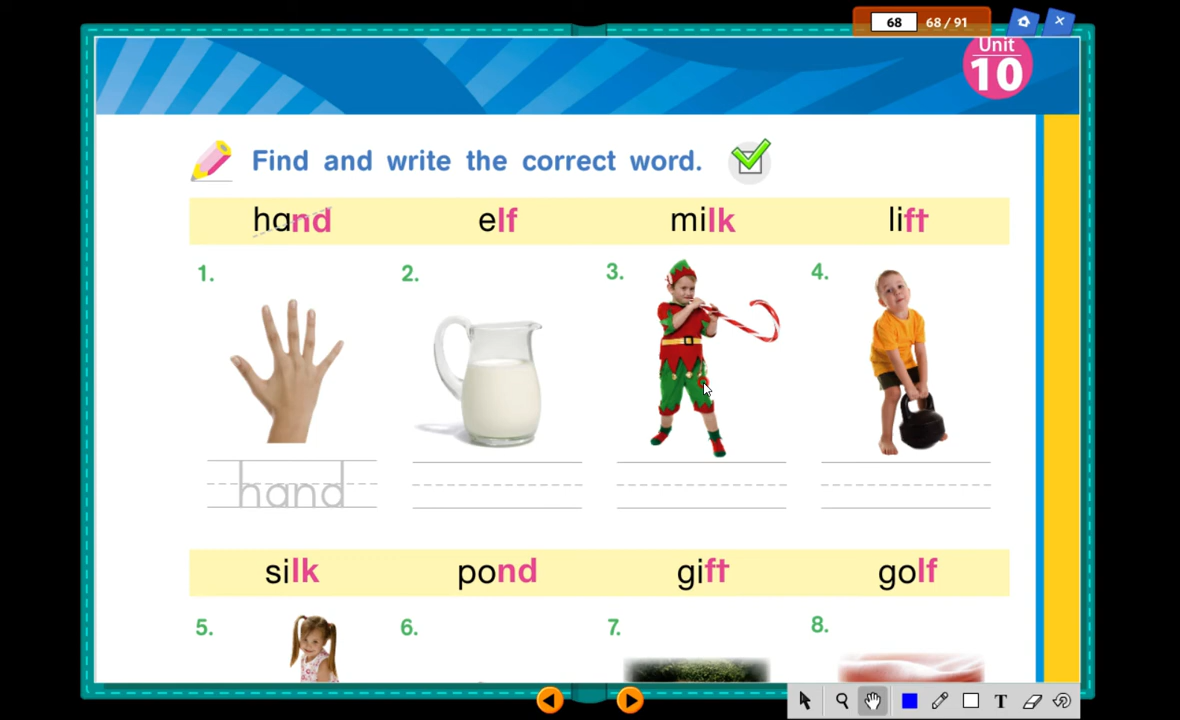 68 68 / 91
Unit
10
Find and write the correct word.
hand elf milk lift
1. 2. 3. 4.
hand
silk pond gift golf
5. 6. 7. 8.
T